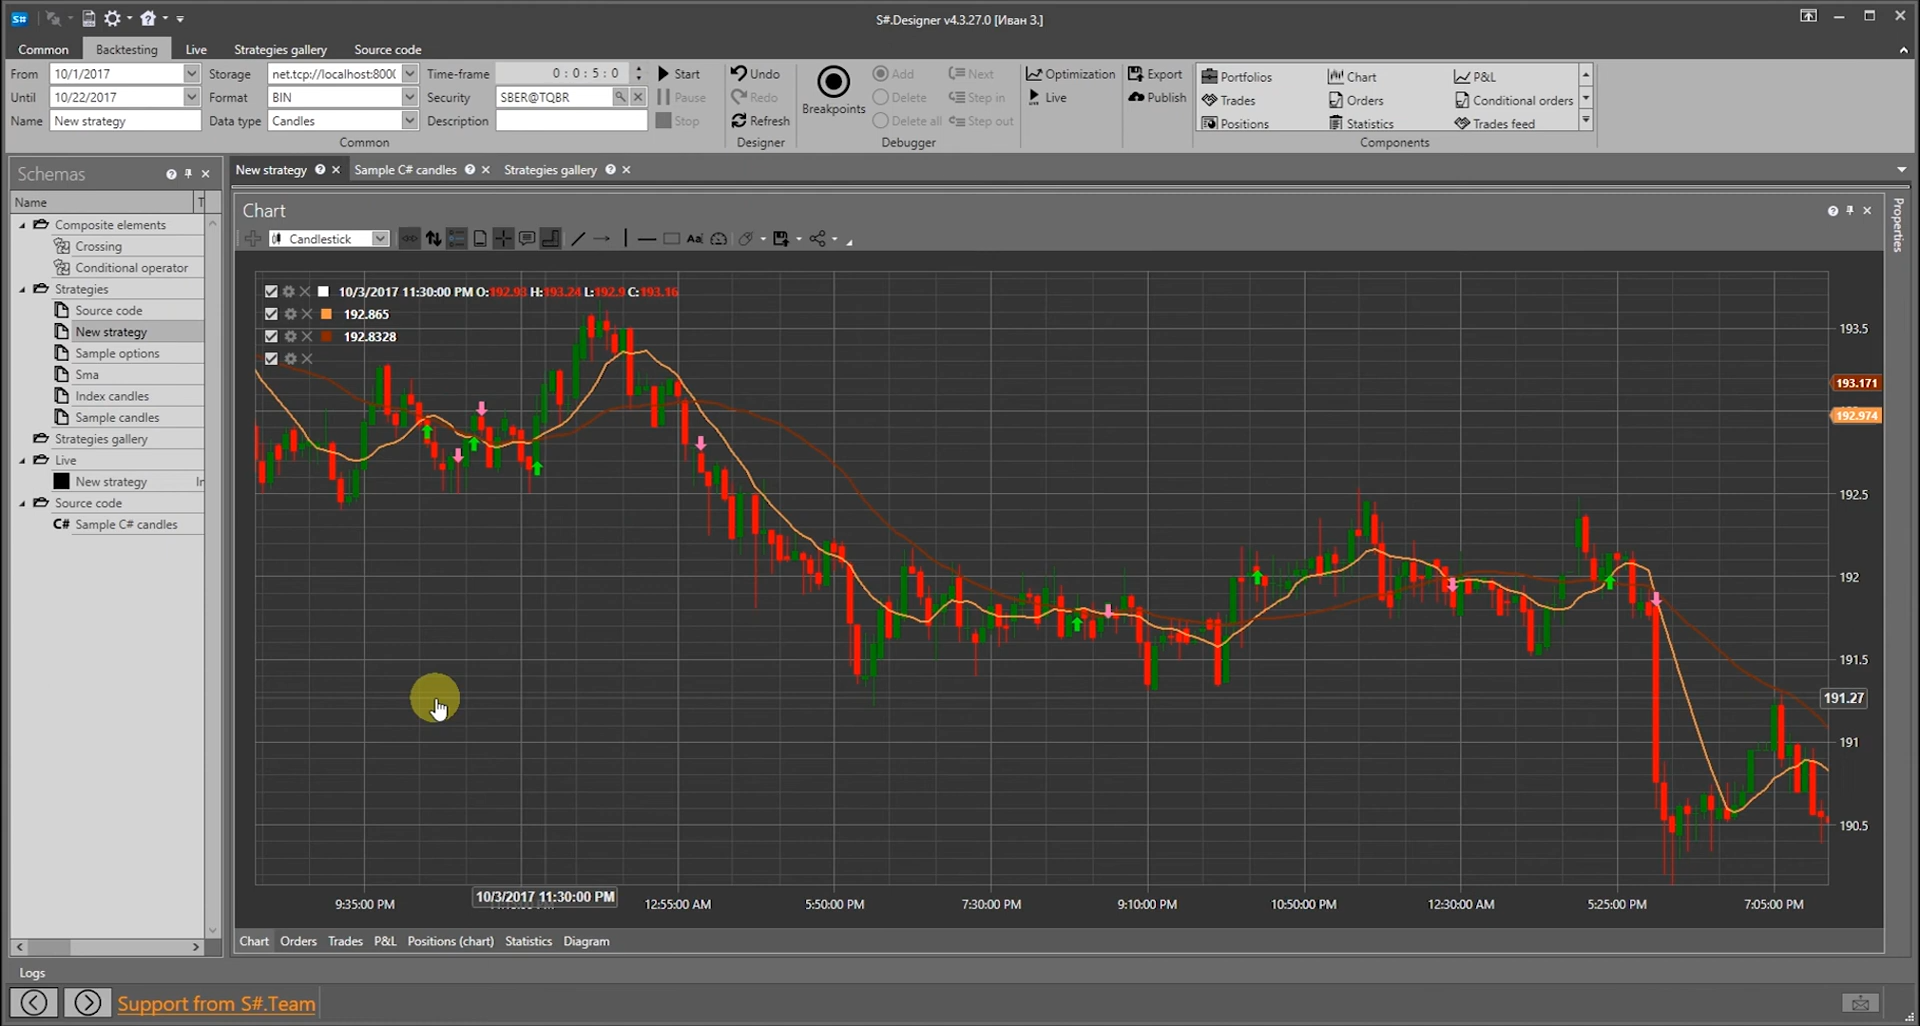 S#
S#.Designer v4.3.27.0 [Иван З.]
Common Backtesting Live Strategies gallery Source code
From 10/1/2017 Storage net.tcp://localhost:800( Time-frame 0 : 0 : 5 : 0 Start Undo Add Next Optimization Export Portfolios Chart P&L
Until 10/22/2017 Format BIN Security SBER@TQBR Pause Redo Breakpoints Delete Step in Live Publish Trades Orders Conditional orders
Name New strategy Data type Candles Description Stop Refresh Delete all Step out Positions Statistics Trades feed
Common Designer Debugger Components
Schemas
New strategy Sample C# candles Strategies gallery
Name T
Composite elements
Crossing
Conditional operator
Strategies
Source code
New strategy
Sample options
Sma
Index candles
Sample candles
Strategies gallery
Live
New strategy In
Source code
C# Sample C# candles
Chart
Properties
Candlestick Aa
10/3/2017 11:30:00 PM O:192.93 H:193.24 L:192.9 C:193.16
192.865
192.8328
193.5
193.171
192.974
192.5
192
191.5
191.27
191
190.5
9:35:00 PM 10/3/2017 11:30:00 PM 12:55:00 AM 5:50:00 PM 7:30:00 PM 9:10:00 PM 10:50:00 PM 12:30:00 AM 5:25:00 PM 7:05:00 PM
Chart Orders Trades P&L Positions (chart) Statistics Diagram
Logs
Support from S#.Team